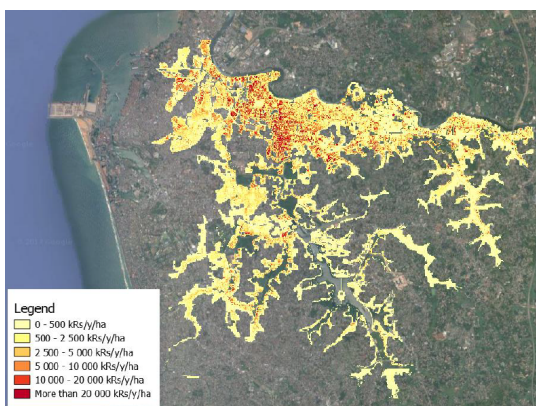 Legend
0 - 500 kRs/y/ha
500 - 2 500 kRs/y/ha
2 500 - 5 000 kRs/y/ha
5 000 - 10 000 kRs/y/ha
10 000 - 20 000 kRs/y/ha
More than 20 000 kRs/y/ha